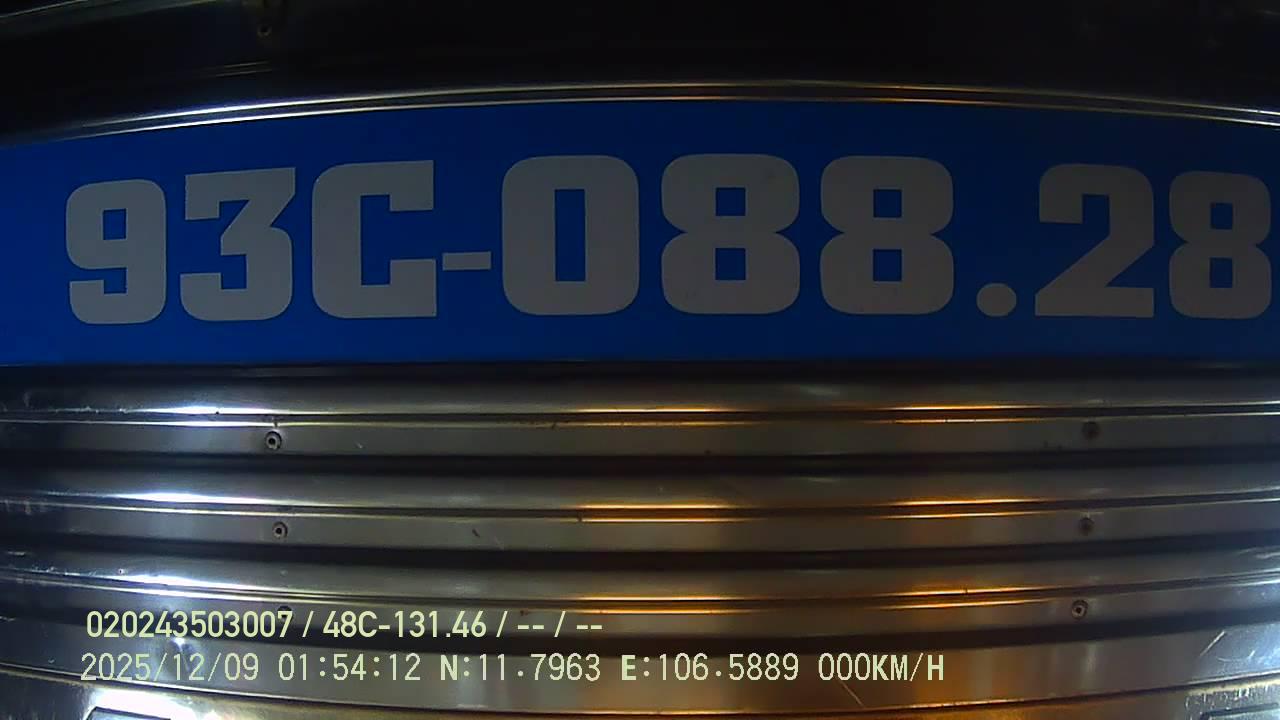 93C-088.28
020243503007 / 48C-131.46 / -- / --
2025/12/09 01:54:12 N:11.7963 E:106.5889 000KM/H